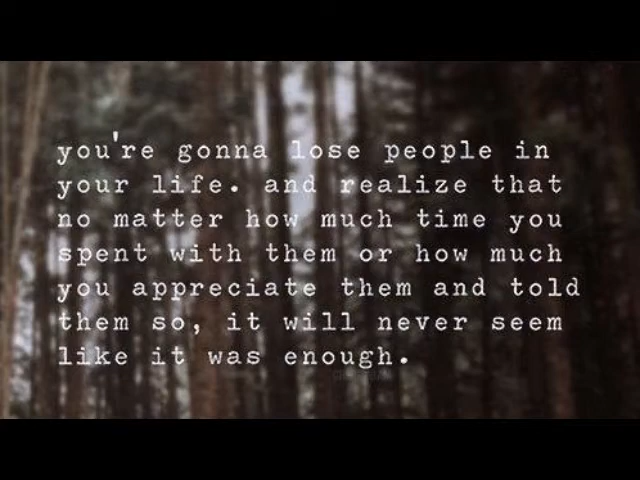 you're gonna lose people in
your life. and realize that
no matter how much time you
spent with them or how much
you appreciate them and told
them so, it will never seem
like it was enough.